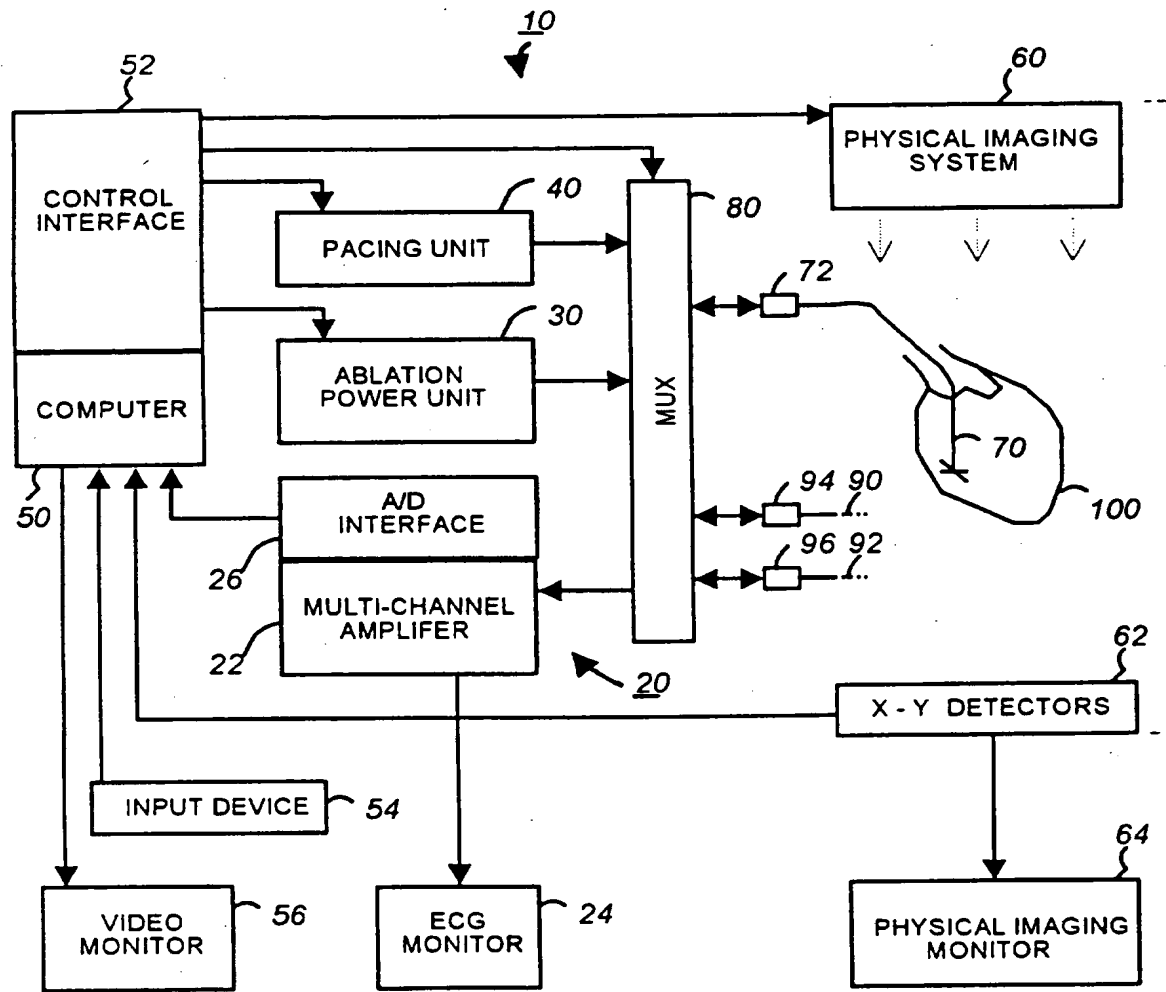 10
52
60
CONTROL
INTERFACE
PHYSICAL IMAGING
SYSTEM
40
80
PACING UNIT
72
30
ABLATION
POWER UNIT
MUX
COMPUTER
70
50
A/D
INTERFACE
94
90
100
26
96
92
MULTI-CHANNEL
AMPLIFER
22
20
62
X - Y DETECTORS
INPUT DEVICE
54
64
VIDEO
MONITOR
56
ECG
MONITOR
24
PHYSICAL IMAGING
MONITOR